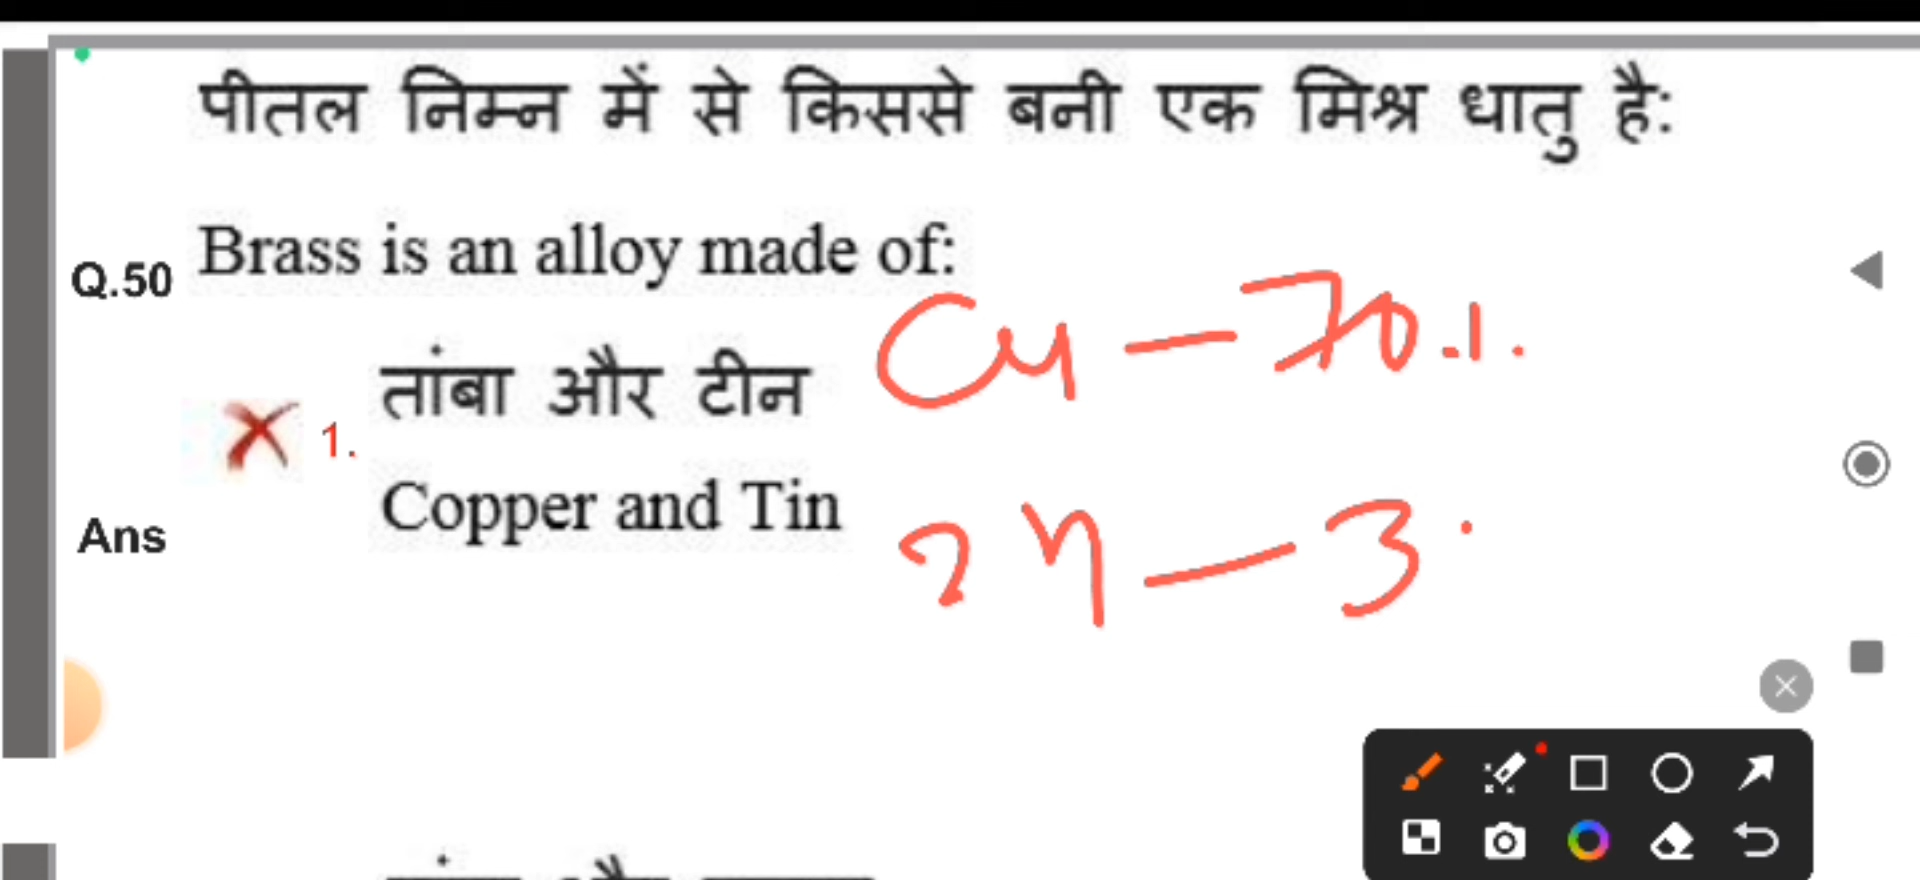 पीतल निम्न में से किससे बनी एक मिश्र धातु है:
Q.50 Brass is an alloy made of:
Cu – 70%.
1. तांबा और टीन
Ans Copper and Tin
Zn – 3